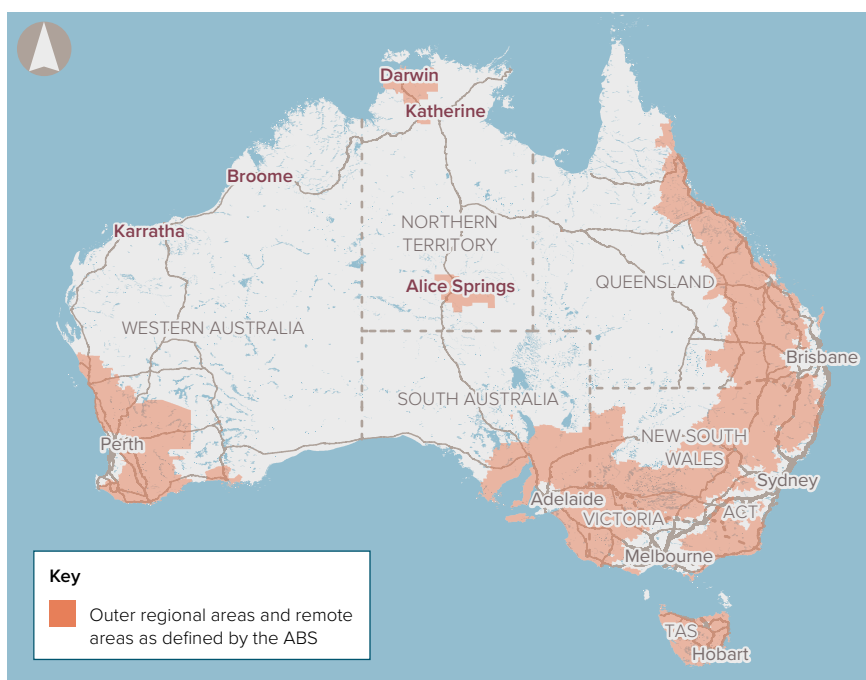 Darwin
Katherine
Broome
Karratha
NORTHERN
TERRITORY
Alice Springs
QUEENSLAND
WESTERN AUSTRALIA
Brisbane
SOUTH AUSTRALIA
NEW SOUTH
WALES
Perth
Sydney
Adelaide
ACT
VICTORIA
Melbourne
Key
Outer regional areas and remote
areas as defined by the ABS
TAS
Hobart